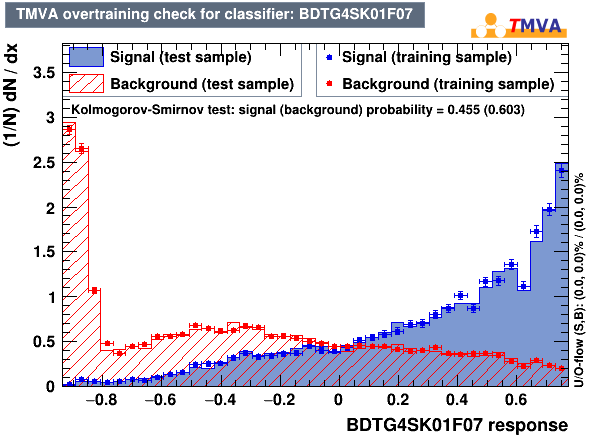 TMVA overtraining check for classifier: BDTG4SK01F07
TMVA
(1/N) dN / dx
Signal (test sample)
Background (test sample)
Signal (training sample)
Background (training sample)
Kolmogorov-Smirnov test: signal (background) probability = 0.455 (0.603)
3.5
3
2.5
2
1.5
1
0.5
0
−0.8 −0.6 −0.4 −0.2 0 0.2 0.4 0.6
BDTG4SK01F07 response
U/O-flow (S,B): (0.0, 0.0)% / (0.0, 0.0)%